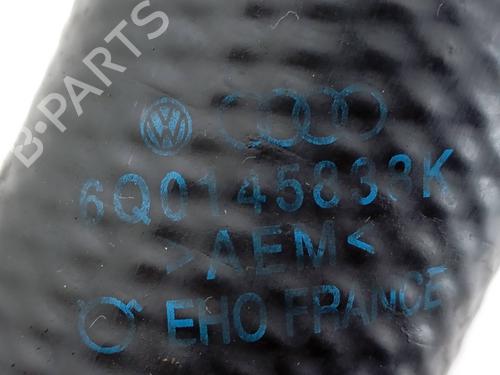 B-PARTS
6Q0145838K
>AEM<
EHO FRANCE